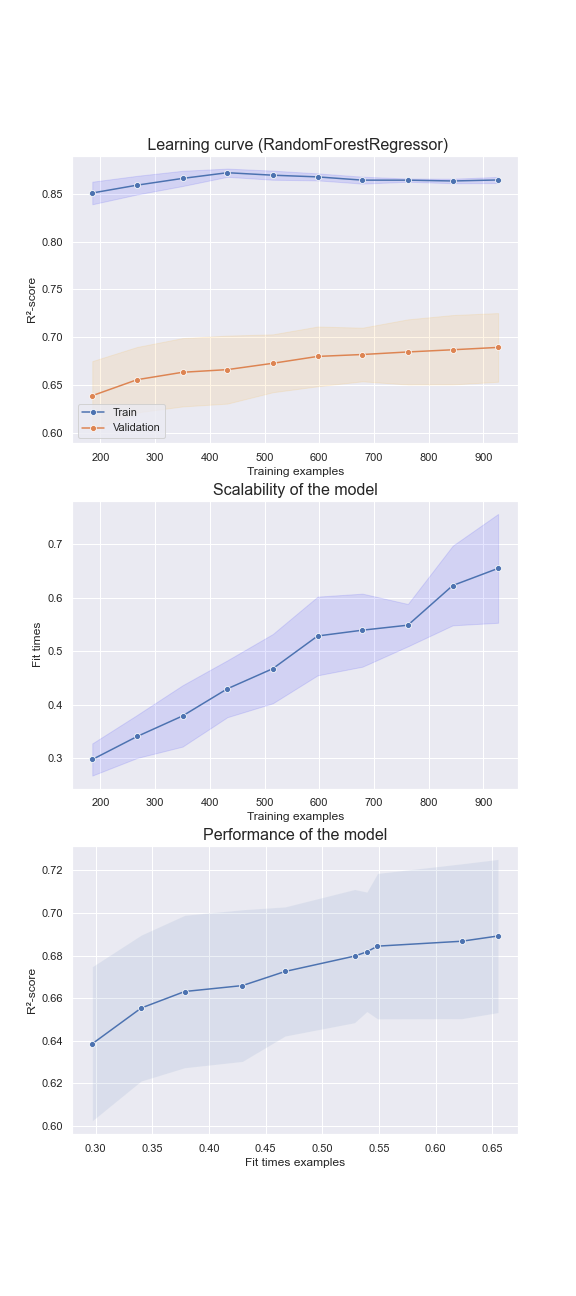 Learning curve (RandomForestRegressor)
0.85
0.80
0.75
0.70
0.65
0.60
R²-score
Train
Validation
200 300 400 500 600 700 800 900
Training examples
Scalability of the model
0.7
0.6
0.5
0.4
0.3
Fit times
200 300 400 500 600 700 800 900
Training examples
Performance of the model
0.72
0.70
0.68
0.66
0.64
0.62
0.60
R²-score
0.30 0.35 0.40 0.45 0.50 0.55 0.60 0.65
Fit times examples